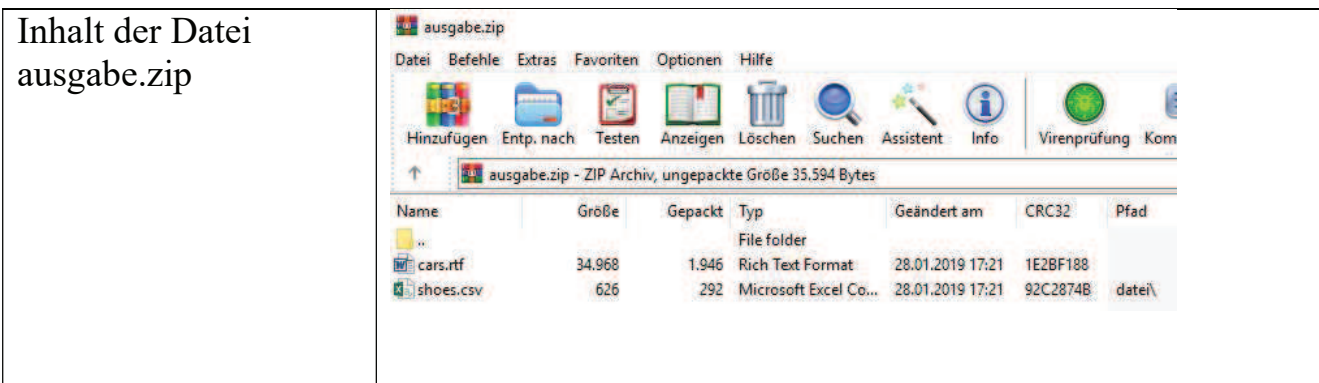 Inhalt der Datei
ausgabe.zip
ausgabe.zip
Datei Befehle Extras Favoriten Optionen Hilfe
Hinzufügen Entp. nach Testen Anzeigen Löschen Suchen Assistent Info Virenprüfung Kom
ausgabe.zip - ZIP Archiv, ungepackte Größe 35.594 Bytes
Name Größe Gepackt Typ Geändert am CRC32 Pfad
.. File folder
cars.rtf 34.968 1.946 Rich Text Format 28.01.2019 17:21 1E2BF188
shoes.csv 626 292 Microsoft Excel Co... 28.01.2019 17:21 92C2874B datei\